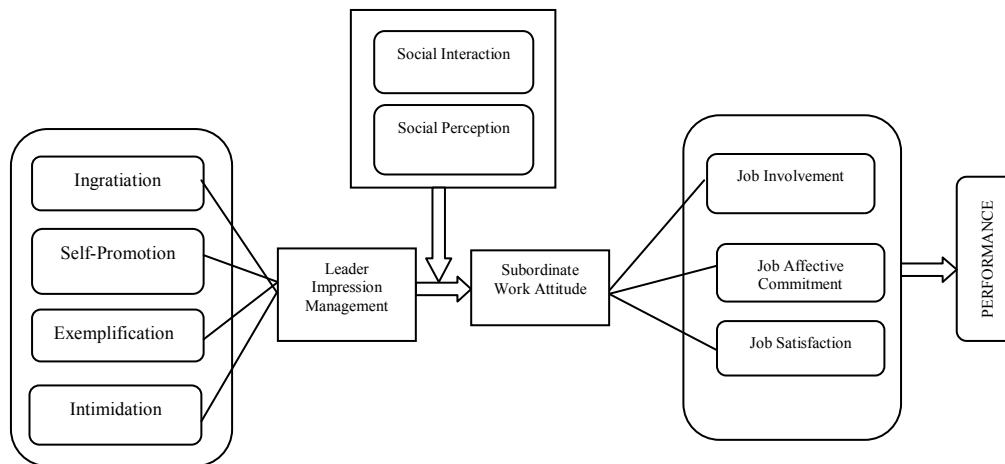 Social Interaction
Social Perception
Ingratiation
Self-Promotion
Exemplification
Intimidation
Leader
Impression
Management
Subordinate
Work Attitude
Job Involvement
Job Affective
Commitment
Job Satisfaction
PERFORMANCE